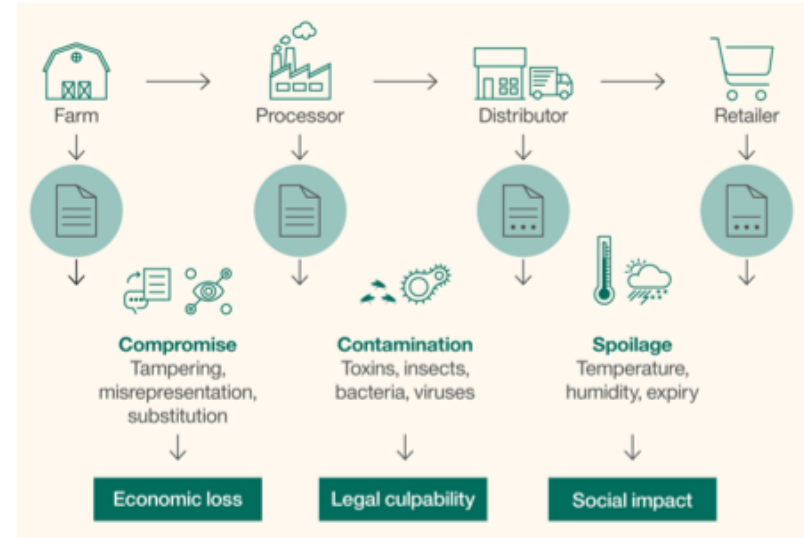 Farm
Processor
Distributor
Retailer
Compromise
Tampering,
misrepresentation,
substitution
Contamination
Toxins, insects,
bacteria, viruses
Spoilage
Temperature,
humidity, expiry
Economic loss
Legal culpability
Social impact